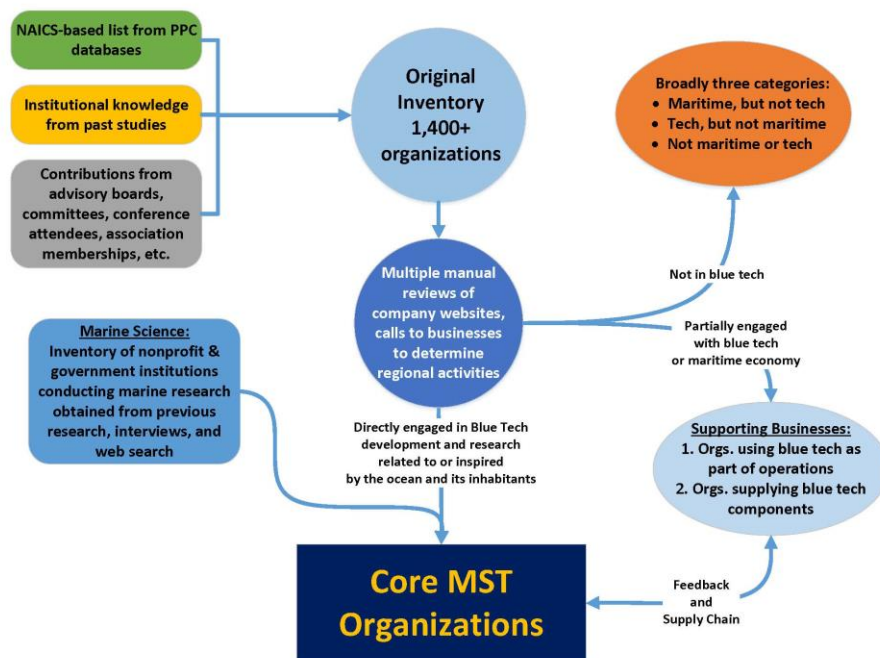 NAICS-based list from PPC
databases
Institutional knowledge
from past studies
Contributions from
advisory boards,
committees, conference
attendees, association
memberships, etc.
Original
Inventory
1,400+
organizations
Broadly three categories:
• Maritime, but not tech
• Tech, but not maritime
• Not maritime or tech
Multiple manual
reviews of
company websites,
calls to businesses
to determine
regional activities
Not in blue tech
Partially engaged
with blue tech
or maritime economy
Marine Science:
Inventory of nonprofit &
government institutions
conducting marine research
obtained from previous
research, interviews, and
web search
Directly engaged in Blue Tech
development and research
related to or inspired
by the ocean and its inhabitants
Supporting Businesses:
1. Orgs. using blue tech as
part of operations
2. Orgs. supplying blue tech
components
Core MST
Organizations
Feedback
and
Supply Chain